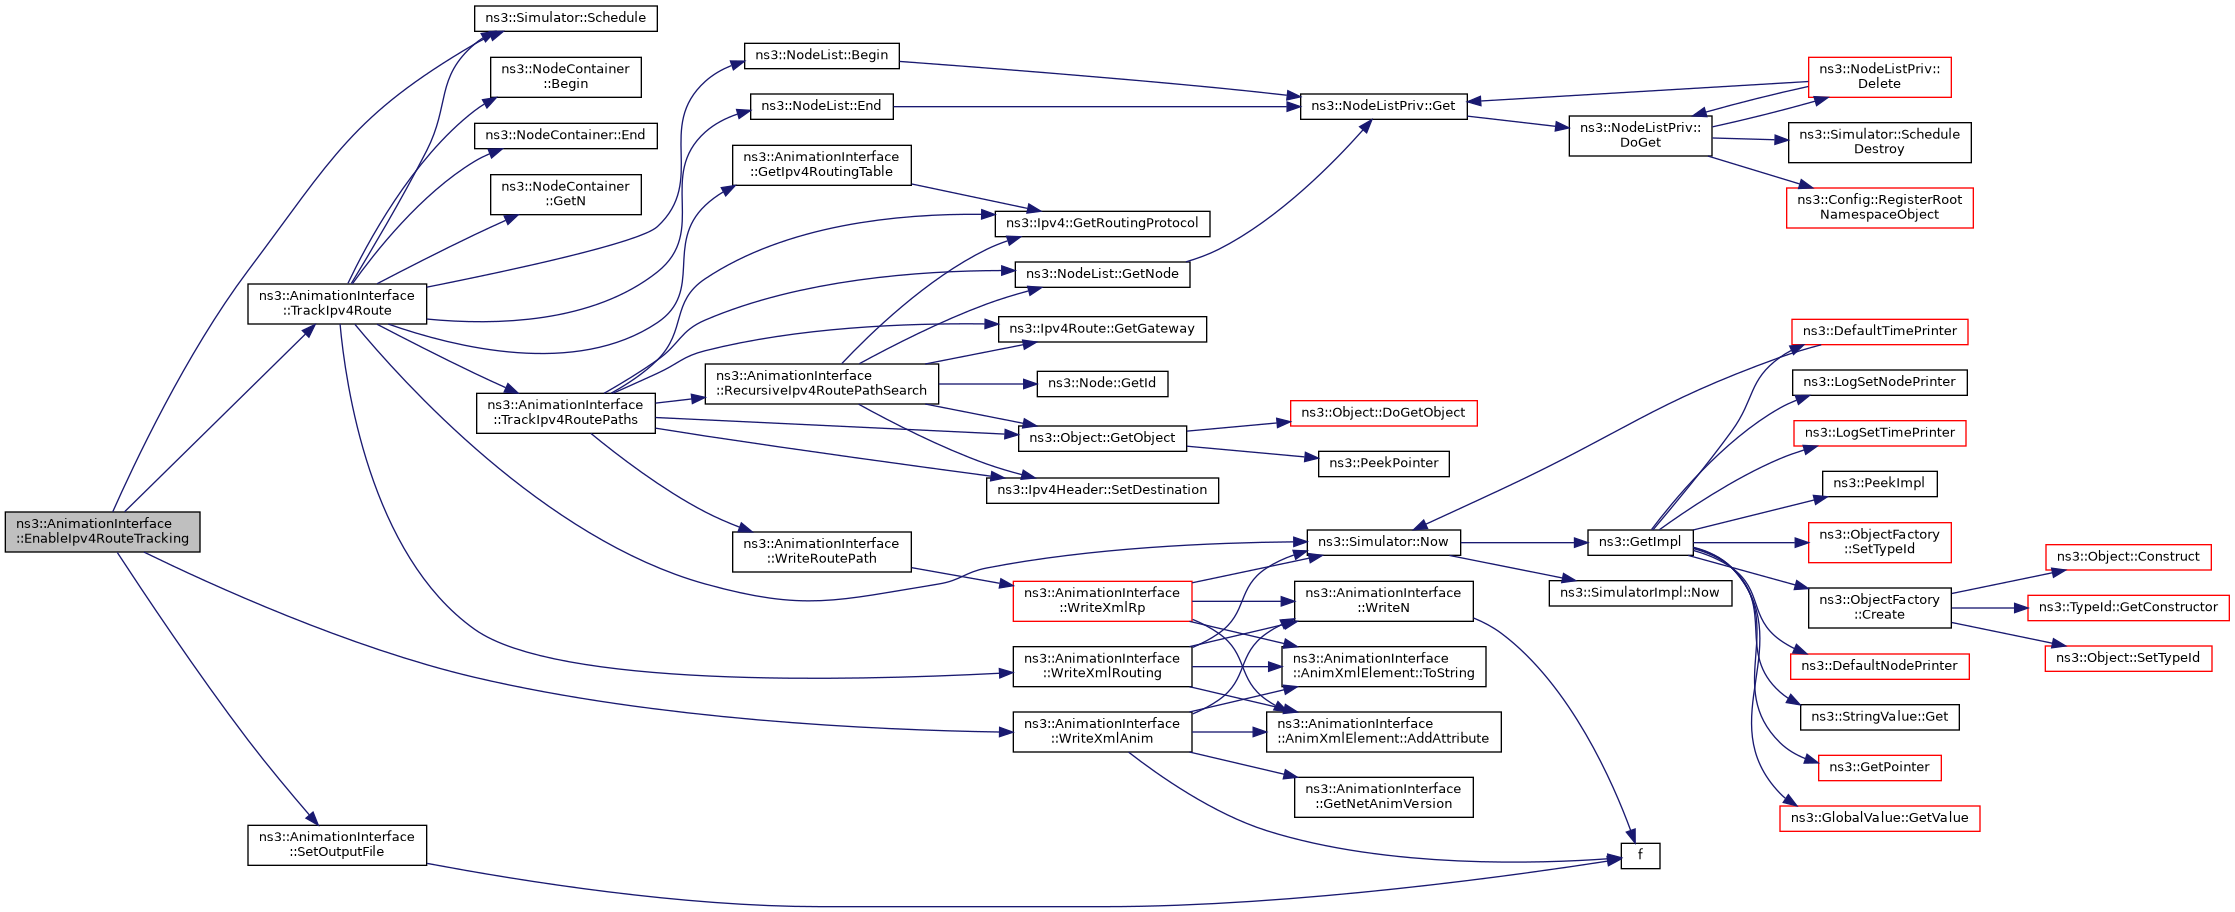 ns3::AnimationInterface
::EnableIpv4RouteTracking
ns3::Simulator::Schedule
ns3::NodeContainer
::Begin
ns3::NodeContainer::End
ns3::NodeContainer
::GetN
ns3::AnimationInterface
::TrackIpv4Route
ns3::AnimationInterface
::TrackIpv4RoutePaths
ns3::AnimationInterface
::SetOutputFile
ns3::NodeList::Begin
ns3::NodeList::End
ns3::AnimationInterface
::GetIpv4RoutingTable
ns3::AnimationInterface
::RecursiveIpv4RoutePathSearch
ns3::AnimationInterface
::WriteRoutePath
ns3::Ipv4::GetRoutingProtocol
ns3::NodeList::GetNode
ns3::Ipv4Route::GetGateway
ns3::Node::GetId
ns3::Object::GetObject
ns3::Ipv4Header::SetDestination
ns3::AnimationInterface
::WriteXmlRp
ns3::AnimationInterface
::WriteXmlRouting
ns3::AnimationInterface
::WriteXmlAnim
ns3::NodeListPriv::Get
ns3::Object::DoGetObject
ns3::PeekPointer
ns3::Simulator::Now
ns3::AnimationInterface
::WriteN
ns3::AnimationInterface
::AnimXmlElement::ToString
ns3::AnimationInterface
::AnimXmlElement::AddAttribute
ns3::AnimationInterface
::GetNetAnimVersion
ns3::NodeListPriv::
DoGet
ns3::GetImpl
ns3::SimulatorImpl::Now
f
ns3::NodeListPriv::
Delete
ns3::Simulator::Schedule
Destroy
ns3::Config::RegisterRoot
NamespaceObject
ns3::DefaultTimePrinter
ns3::LogSetNodePrinter
ns3::LogSetTimePrinter
ns3::PeekImpl
ns3::ObjectFactory
::SetTypeId
ns3::ObjectFactory
::Create
ns3::DefaultNodePrinter
ns3::StringValue::Get
ns3::GetPointer
ns3::GlobalValue::GetValue
ns3::Object::Construct
ns3::TypeId::GetConstructor
ns3::Object::SetTypeId